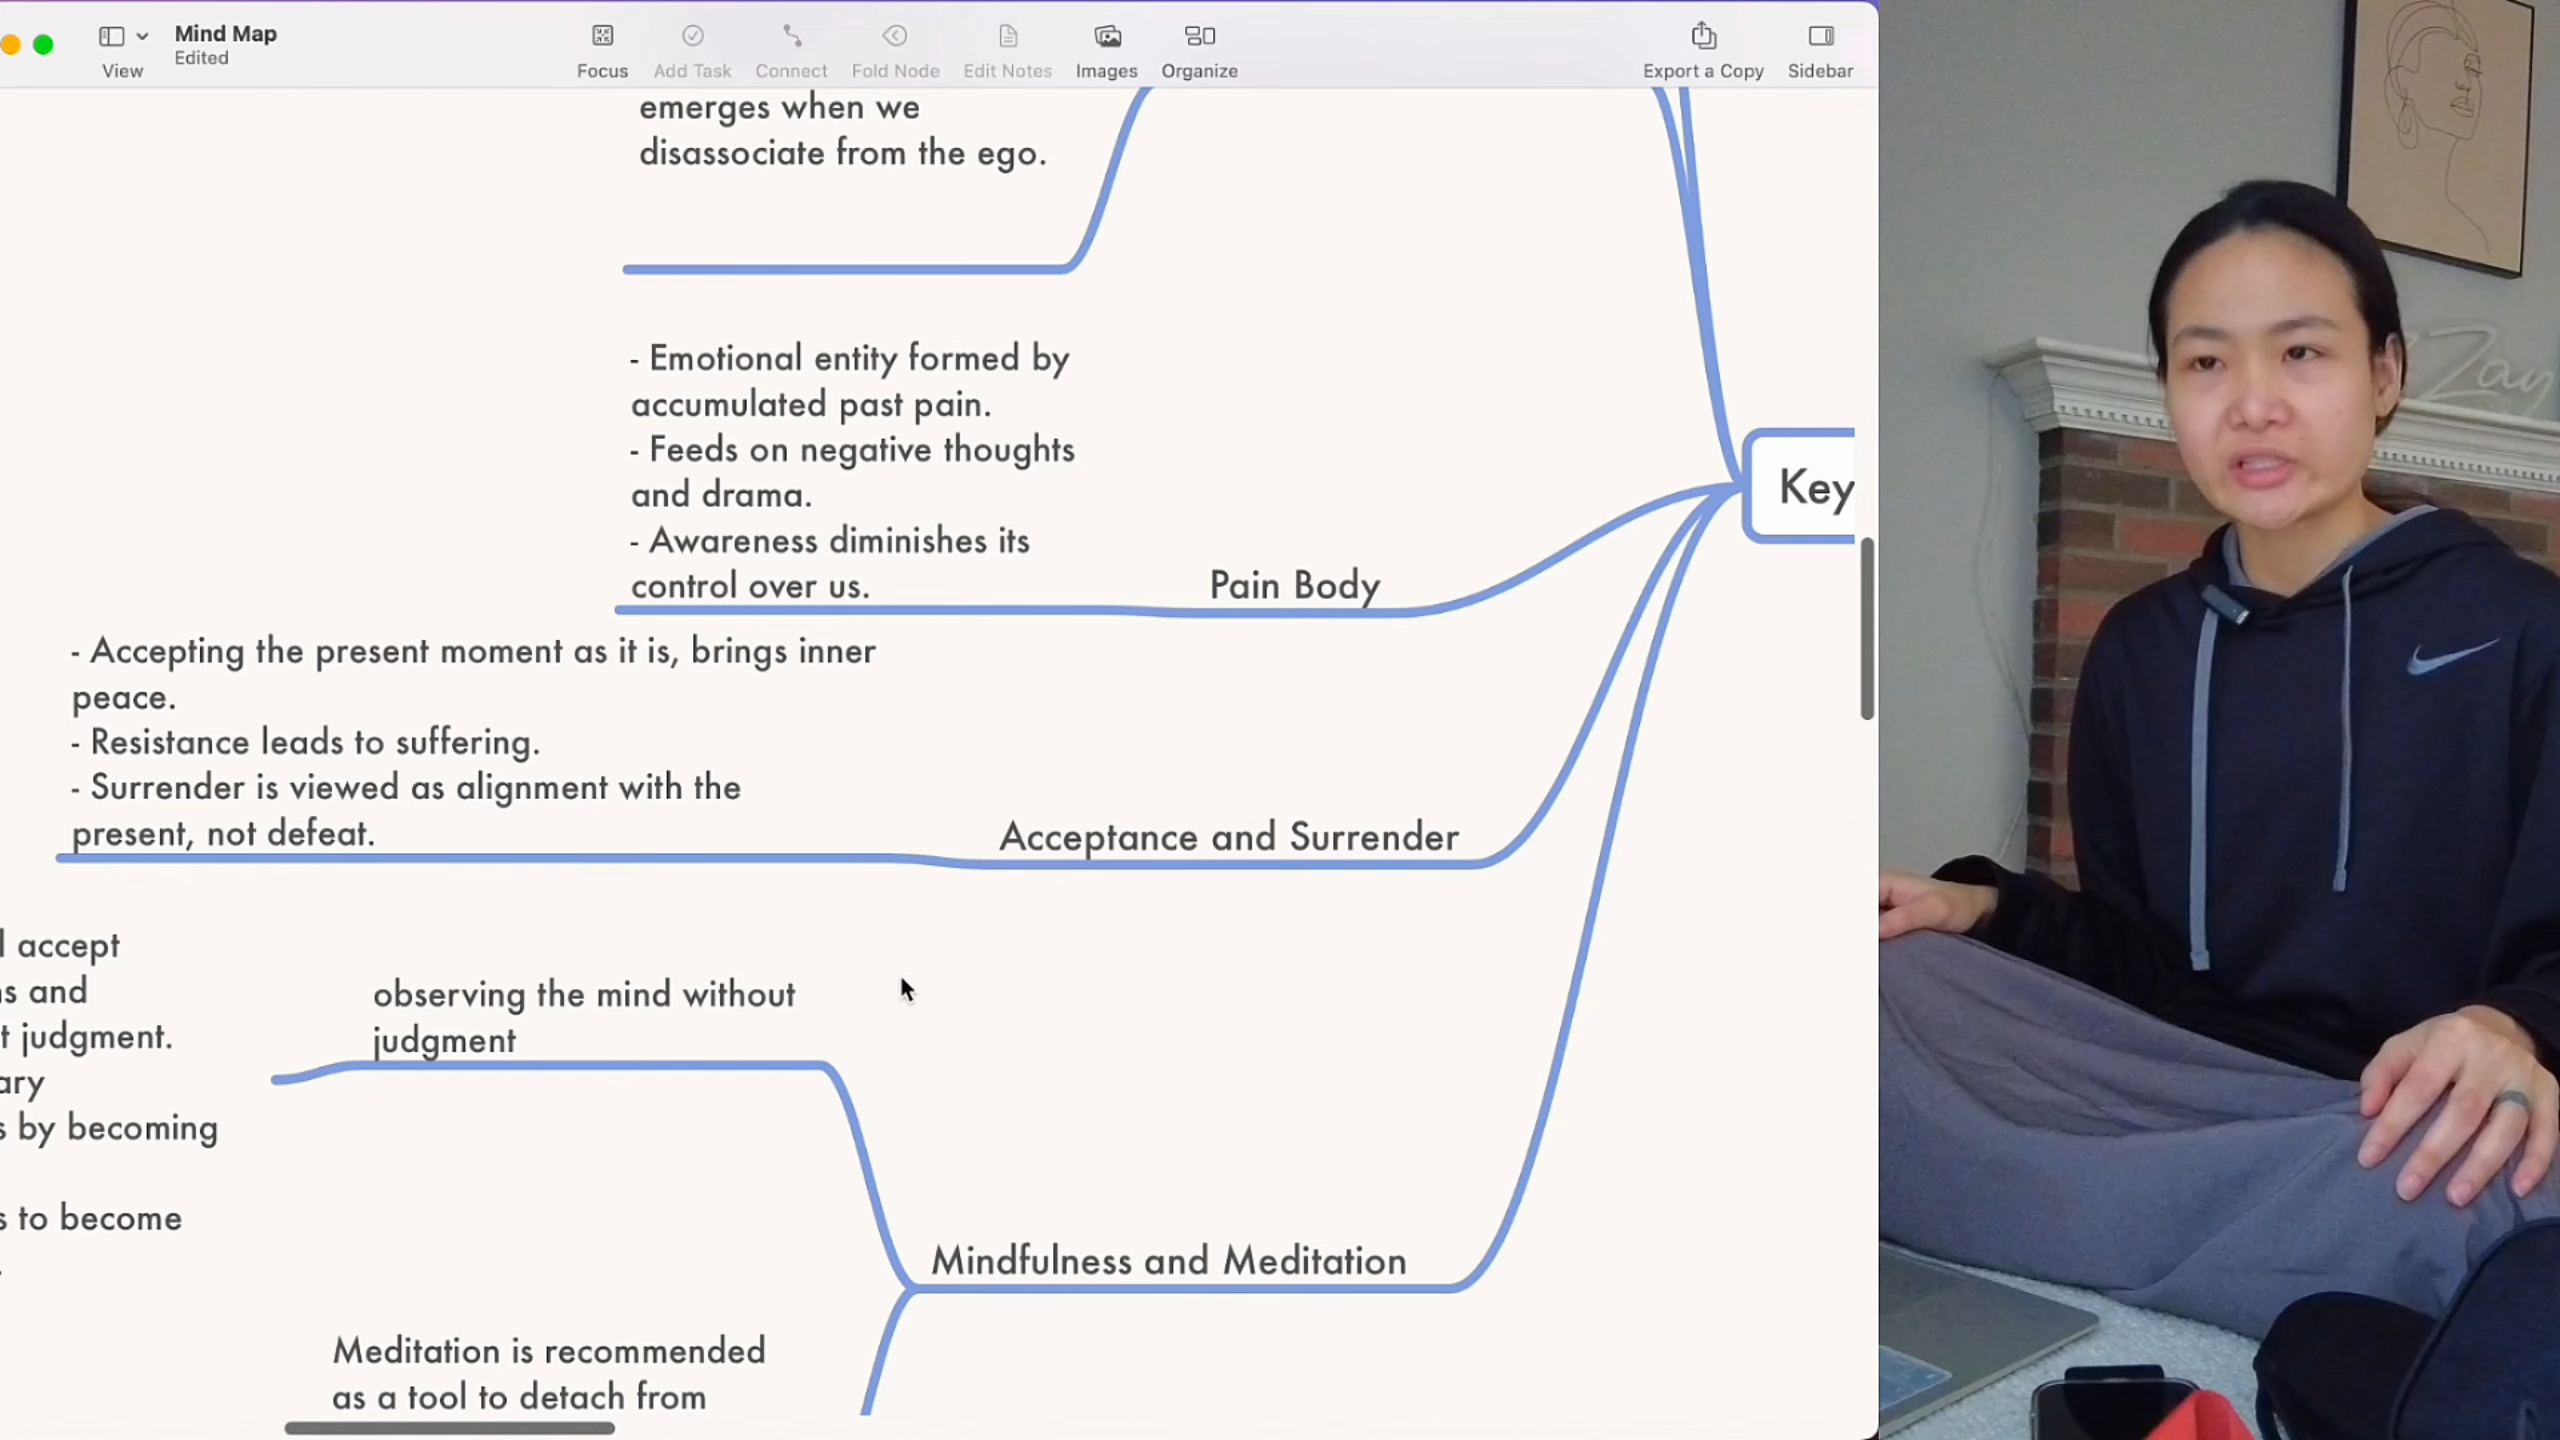 Mind Map
Edited
View
Focus
Add Task
Connect
Fold Node
Edit Notes
Images
Organize
Export a Copy
Sidebar
emerges when we
disassociate from the ego.
- Emotional entity formed by
accumulated past pain.
- Feeds on negative thoughts
and drama.
- Awareness diminishes its
control over us.
Pain Body
Key
- Accepting the present moment as it is, brings inner
peace.
- Resistance leads to suffering.
- Surrender is viewed as alignment with the
present, not defeat.
Acceptance and Surrender
accept
and
judgment.
by becoming
to become
observing the mind without
judgment
Mindfulness and Meditation
Meditation is recommended
as a tool to detach from
Zay